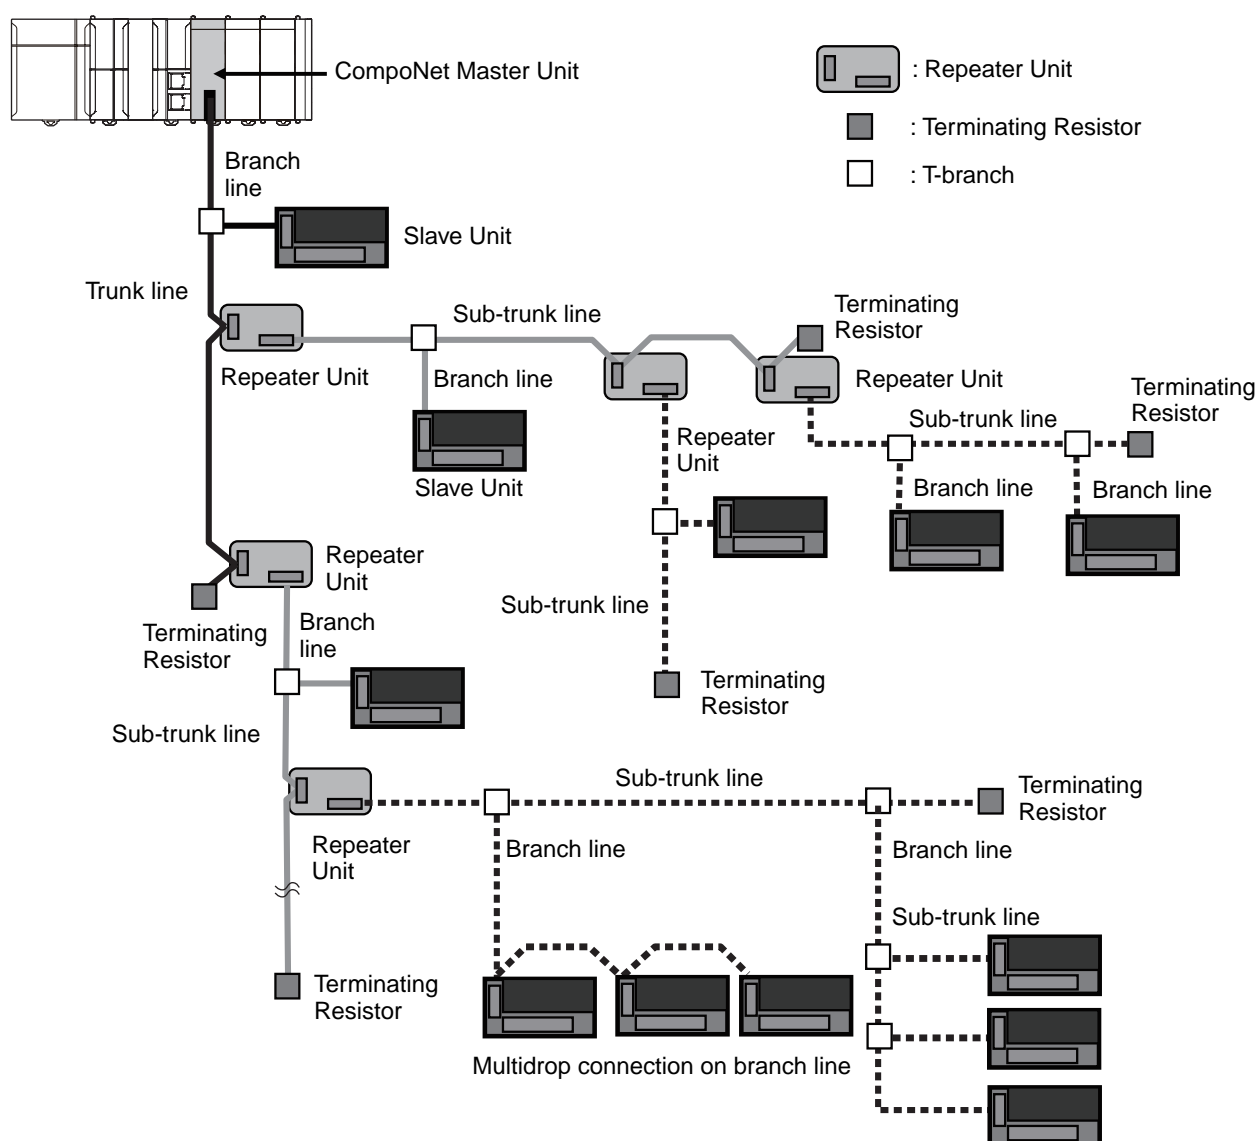 CompoNet Master Unit
: Repeater Unit
: Terminating Resistor
: T-branch
Branch
line
Slave Unit
Trunk line
Sub-trunk line
Terminating
Resistor
Repeater Unit
Branch line
Repeater Unit
Terminating
Resistor
Sub-trunk line
Repeater
Unit
Slave Unit
Branch line
Branch line
Repeater
Unit
Sub-trunk line
Terminating
Resistor
Branch
line
Terminating
Resistor
Sub-trunk line
Sub-trunk line
Terminating
Resistor
Repeater
Unit
Branch line
Branch line
Sub-trunk line
Terminating
Resistor
Multidrop connection on branch line